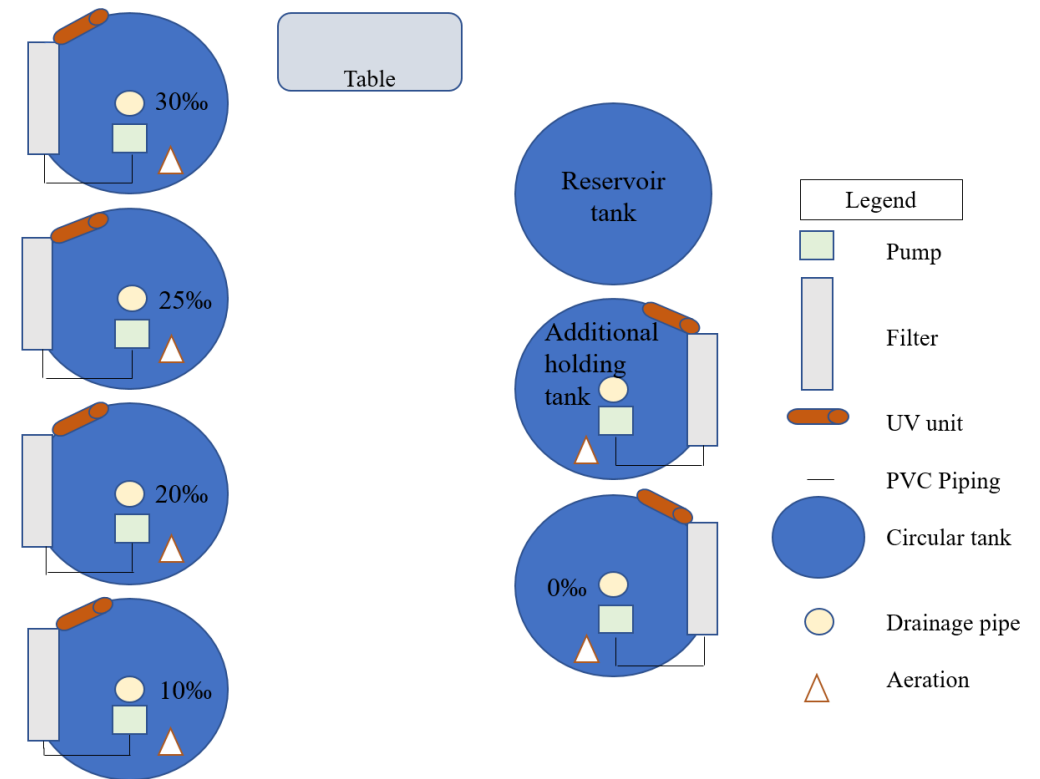 30‰
Table
25‰
20‰
10‰
Reservoir
tank
Additional
holding
tank
0‰
Legend
Pump
Filter
UV unit
PVC Piping
Circular tank
Drainage pipe
Aeration